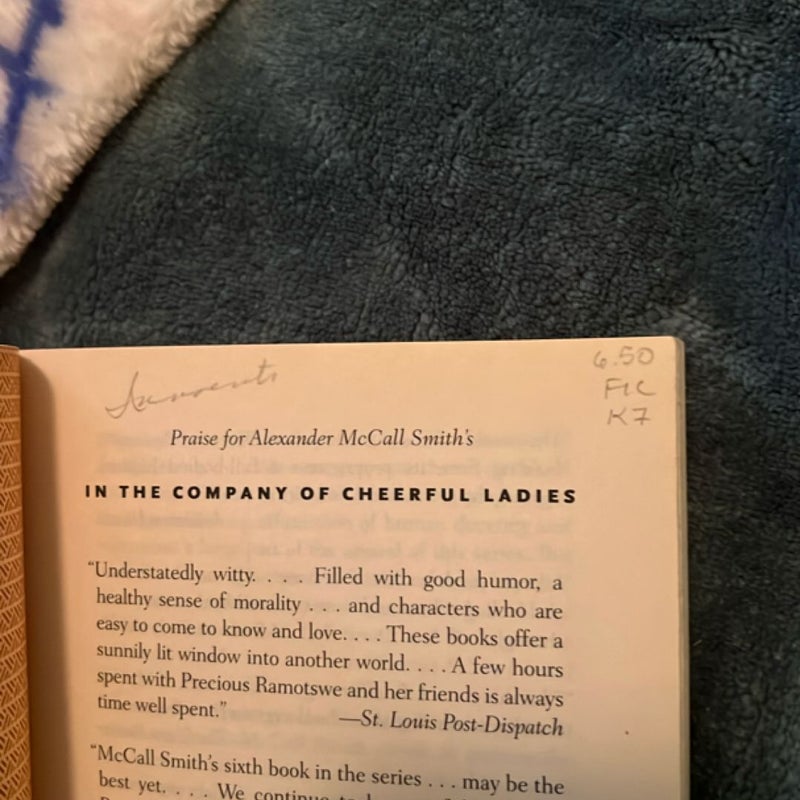 6.50
FIC
K7
Praise for Alexander McCall Smith's
IN THE COMPANY OF CHEERFUL LADIES
“Understatedly witty. . . . Filled with good humor, a
healthy sense of morality . . . and characters who are
easy to come to know and love. . . . These books offer a
sunnily lit window into another world. . . . A few hours
spent with Precious Ramotswe and her friends is always
time well spent.” —St. Louis Post-Dispatch
“McCall Smith's sixth book in the series . . . may be the
best yet. . . . We continue to